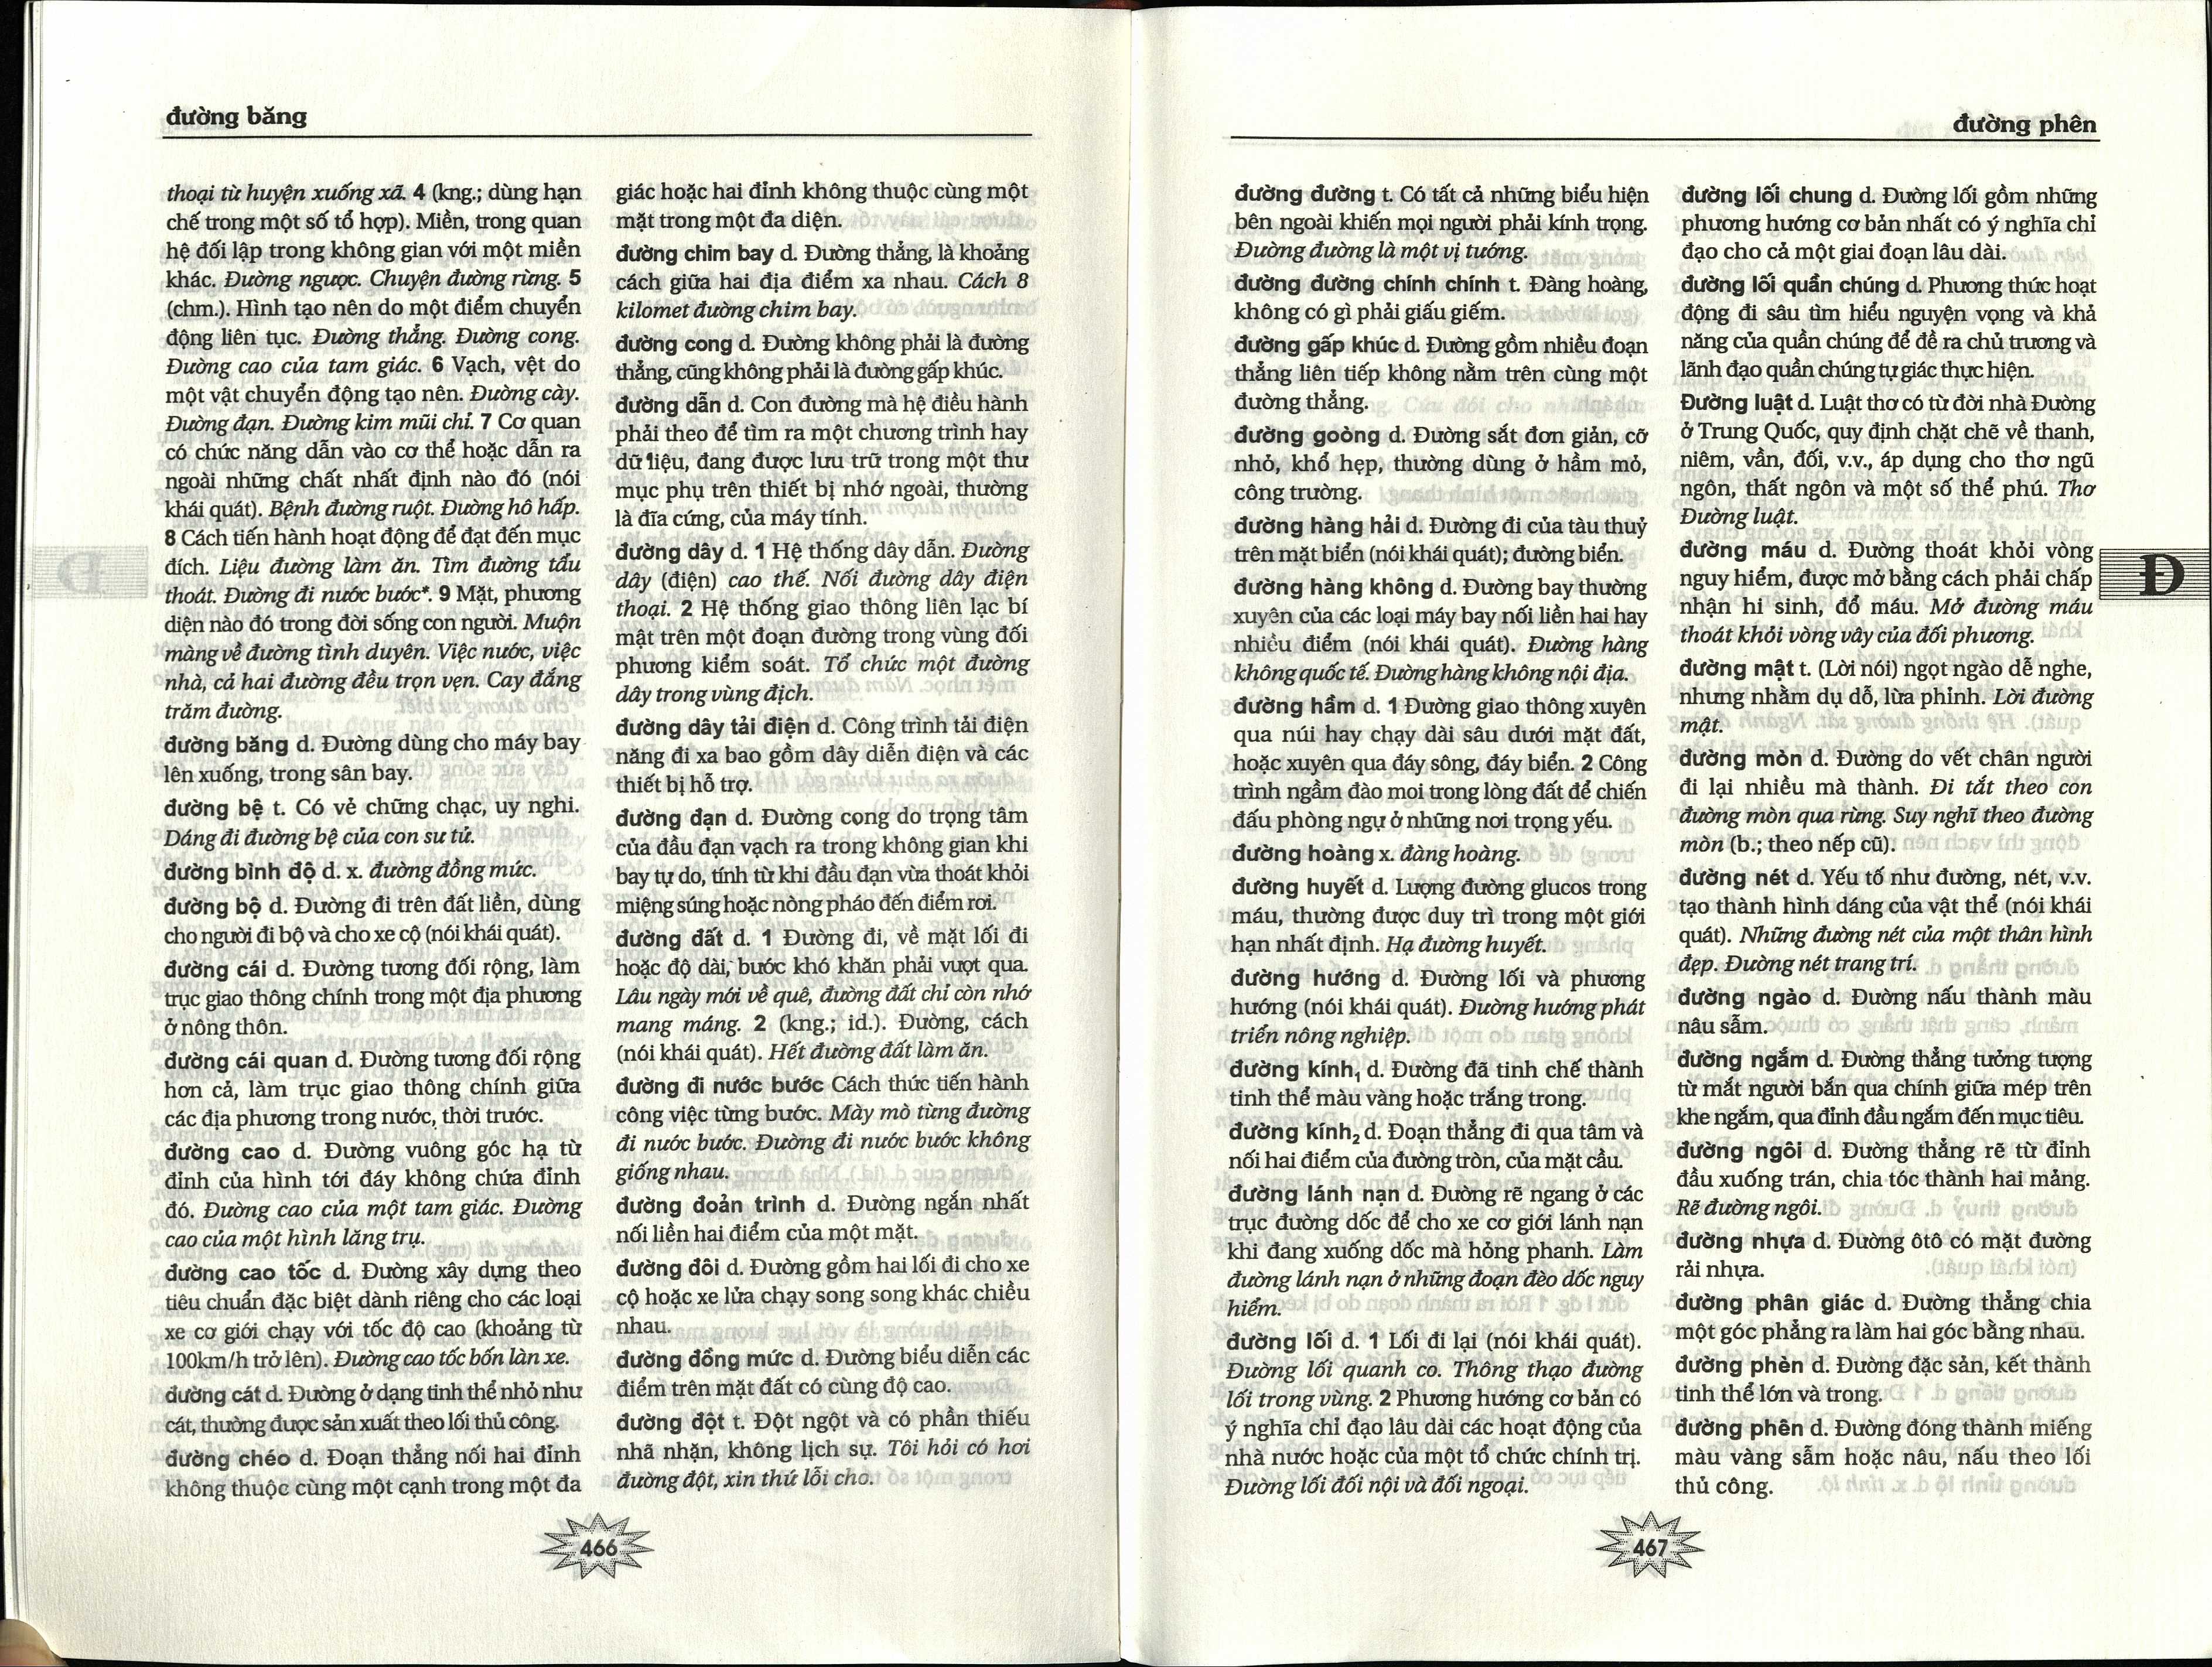 đường băng
thoại từ huyện xuống xã. 4 (kng.; dùng hạn
chế trong một số tổ hợp). Miền, trong quan
hệ đối lập trong không gian với một miền
khác. Đường ngược. Chuyện đường rừng. 5
(chm.). Hình tạo nên do một điểm chuyển
động liên tục. Đường thẳng. Đường cong.
Đường cao của tam giác. 6 Vạch, vệt do
một vật chuyển động tạo nên. Đường cày.
Đường đạn. Đường kim mũi chỉ. 7 Cơ quan
có chức năng dẫn vào cơ thể hoặc dẫn ra
ngoài những chất nhất định nào đó (nói
khái quát). Bệnh đường ruột. Đường hô hấp.
8 Cách tiến hành hoạt động để đạt đến mục
đích. Liệu đường làm ăn. Tìm đường tẩu
thoát. Đường đi nước bước*. 9 Mặt, phương
diện nào đó trong đời sống con người. Muộn
màng về đường tình duyên. Việc nước, việc
nhà, cả hai đường đều trọn vẹn. Cay đắng
trăm đường.
đường băng d. Đường dùng cho máy bay
lên xuống, trong sân bay.
đường bệ t. Có vẻ chững chạc, uy nghi.
Dáng đi đường bệ của con sư tử.
đường bình độ d. x. đường đồng mức.
đường bộ d. Đường đi trên đất liền, dùng
cho người đi bộ và cho xe cộ (nói khái quát).
đường cái d. Đường tương đối rộng, làm
trục giao thông chính trong một địa phương
ở nông thôn.
đường cái quan d. Đường tương đối rộng
hơn cả, làm trục giao thông chính giữa
các địa phương trong nước, thời trước.
đường cao d. Đường vuông góc hạ từ
đỉnh của hình tới đáy không chứa đỉnh
đó. Đường cao của một tam giác. Đường
cao của một hình lăng trụ.
đường cao tốc d. Đường xây dựng theo
tiêu chuẩn đặc biệt dành riêng cho các loại
xe cơ giới chạy với tốc độ cao (khoảng từ
100km/h trở lên). Đường cao tốc bốn làn xe.
đường cát d. Đường ở dạng tinh thể nhỏ như
cát, thường được sản xuất theo lối thủ công.
đường chéo d. Đoạn thẳng nối hai đỉnh
không thuộc cùng một cạnh trong một đa
giác hoặc hai đỉnh không thuộc cùng một
mặt trong một đa diện.
đường chim bay d. Đường thẳng, là khoảng
cách giữa hai địa điểm xa nhau. Cách 8
kilomet đường chim bay.
đường cong d. Đường không phải là đường
thẳng, cũng không phải là đường gấp khúc.
đường dẫn d. Con đường mà hệ điều hành
phải theo để tìm ra một chương trình hay
dữ liệu, đang được lưu trữ trong một thư
mục phụ trên thiết bị nhớ ngoài, thường
là đĩa cứng, của máy tính.
đường dây d. 1 Hệ thống dây dẫn. Đường
dây (điện) cao thế. Nối đường dây điện
thoại. 2 Hệ thống giao thông liên lạc bí
mật trên một đoạn đường trong vùng đối
phương kiểm soát. Tổ chức một đường
dây trong vùng địch.
đường dây tải điện d. Công trình tải điện
năng đi xa bao gồm dây diễn điện và các
thiết bị hỗ trợ.
đường đạn d. Đường cong do trọng tâm
của đầu đạn vạch ra trong không gian khi
bay tự do, tính từ khi đầu đạn vừa thoát khỏi
miệng súng hoặc nòng pháo đến điểm rơi.
đường đất d. 1 Đường đi, về mặt lối đi
hoặc độ dài, bước khó khăn phải vượt qua.
Lâu ngày mới về quê, đường đất chỉ còn nhớ
mang máng. 2 (kng.; id.). Đường, cách
(nói khái quát). Hết đường đất làm ăn.
đường đi nước bước Cách thức tiến hành
công việc từng bước. Mày mò từng đường
đi nước bước. Đường đi nước bước không
giống nhau.
đường đoản trình d. Đường ngắn nhất
nối liền hai điểm của một mặt.
đường đôi d. Đường gồm hai lối đi cho xe
cộ hoặc xe lửa chạy song song khác chiều
nhau.
đường đồng mức d. Đường biểu diễn các
điểm trên mặt đất có cùng độ cao.
đường đột t. Đột ngột và có phần thiếu
nhã nhặn, không lịch sự. Tôi hỏi có hơi
đường đột, xin thứ lỗi cho.
466
đường phên
đường đường t. Có tất cả những biểu hiện
bên ngoài khiến mọi người phải kính trọng.
Đường đường là một vị tướng.
đường đường chính chính t. Đàng hoàng,
không có gì phải giấu giếm.
đường gấp khúc d. Đường gồm nhiều đoạn
thẳng liên tiếp không nằm trên cùng một
đường thẳng.
đường goòng d. Đường sắt đơn giản, cỡ
nhỏ, khổ hẹp, thường dùng ở hầm mỏ,
công trường.
đường hàng hải d. Đường đi của tàu thuỷ
trên mặt biển (nói khái quát); đường biển.
đường hàng không d. Đường bay thường
xuyên của các loại máy bay nối liền hai hay
nhiều điểm (nói khái quát). Đường hàng
không quốc tế. Đường hàng không nội địa.
đường hầm d. 1 Đường giao thông xuyên
qua núi hay chạy dài sâu dưới mặt đất,
hoặc xuyên qua đáy sông, đáy biển. 2 Công
trình ngầm đào moi trong lòng đất để chiến
đấu phòng ngự ở những nơi trọng yếu.
đường hoàng x. đàng hoàng.
đường huyết d. Lượng đường glucos trong
máu, thường được duy trì trong một giới
hạn nhất định. Hạ đường huyết.
đường hướng d. Đường lối và phương
hướng (nói khái quát). Đường hướng phát
triển nông nghiệp.
đường kính₁ d. Đường đã tinh chế thành
tinh thể màu vàng hoặc trắng trong.
đường kính₂ d. Đoạn thẳng đi qua tâm và
nối hai điểm của đường tròn, của mặt cầu.
đường lánh nạn d. Đường rẽ ngang ở các
trục đường dốc để cho xe cơ giới lánh nạn
khi đang xuống dốc mà hỏng phanh. Làm
đường lánh nạn ở những đoạn đèo dốc nguy
hiểm.
đường lối d. 1 Lối đi lại (nói khái quát).
Đường lối quanh co. Thông thạo đường
lối trong vùng. 2 Phương hướng cơ bản có
ý nghĩa chỉ đạo lâu dài các hoạt động của
nhà nước hoặc của một tổ chức chính trị.
Đường lối đối nội và đối ngoại.
đường lối chung d. Đường lối gồm những
phương hướng cơ bản nhất có ý nghĩa chỉ
đạo cho cả một giai đoạn lâu dài.
đường lối quần chúng d. Phương thức hoạt
động đi sâu tìm hiểu nguyện vọng và khả
năng của quần chúng để đề ra chủ trương và
lãnh đạo quần chúng tự giác thực hiện.
Đường luật d. Luật thơ có từ đời nhà Đường
ở Trung Quốc, quy định chặt chẽ về thanh,
niêm, vần, đối, v.v., áp dụng cho thơ ngũ
ngôn, thất ngôn và một số thể phú. Thơ
Đường luật.
đường máu d. Đường thoát khỏi vòng
nguy hiểm, được mở bằng cách phải chấp
nhận hi sinh, đổ máu. Mở đường máu
thoát khỏi vòng vây của đối phương.
đường mật t. (Lời nói) ngọt ngào dễ nghe,
nhưng nhằm dụ dỗ, lừa phỉnh. Lời đường
mật.
đường mòn d. Đường do vết chân người
đi lại nhiều mà thành. Đi tắt theo con
đường mòn qua rừng. Suy nghĩ theo đường
mòn (b.; theo nếp cũ).
đường nét d. Yếu tố như đường, nét, v.v.
tạo thành hình dáng của vật thể (nói khái
quát). Những đường nét của một thân hình
đẹp. Đường nét trang trí.
đường ngào d. Đường nấu thành màu
nâu sẫm.
đường ngắm d. Đường thẳng tưởng tượng
từ mắt người bắn qua chính giữa mép trên
khe ngắm, qua đỉnh đầu ngắm đến mục tiêu.
đường ngôi d. Đường thẳng rẽ từ đỉnh
đầu xuống trán, chia tóc thành hai mảng.
Rẽ đường ngôi.
đường nhựa d. Đường ôtô có mặt đường
rải nhựa.
đường phân giác d. Đường thẳng chia
một góc phẳng ra làm hai góc bằng nhau.
đường phèn d. Đường đặc sản, kết thành
tinh thể lớn và trong.
đường phên d. Đường đóng thành miếng
màu vàng sẫm hoặc nâu, nấu theo lối
thủ công.
Đ
467